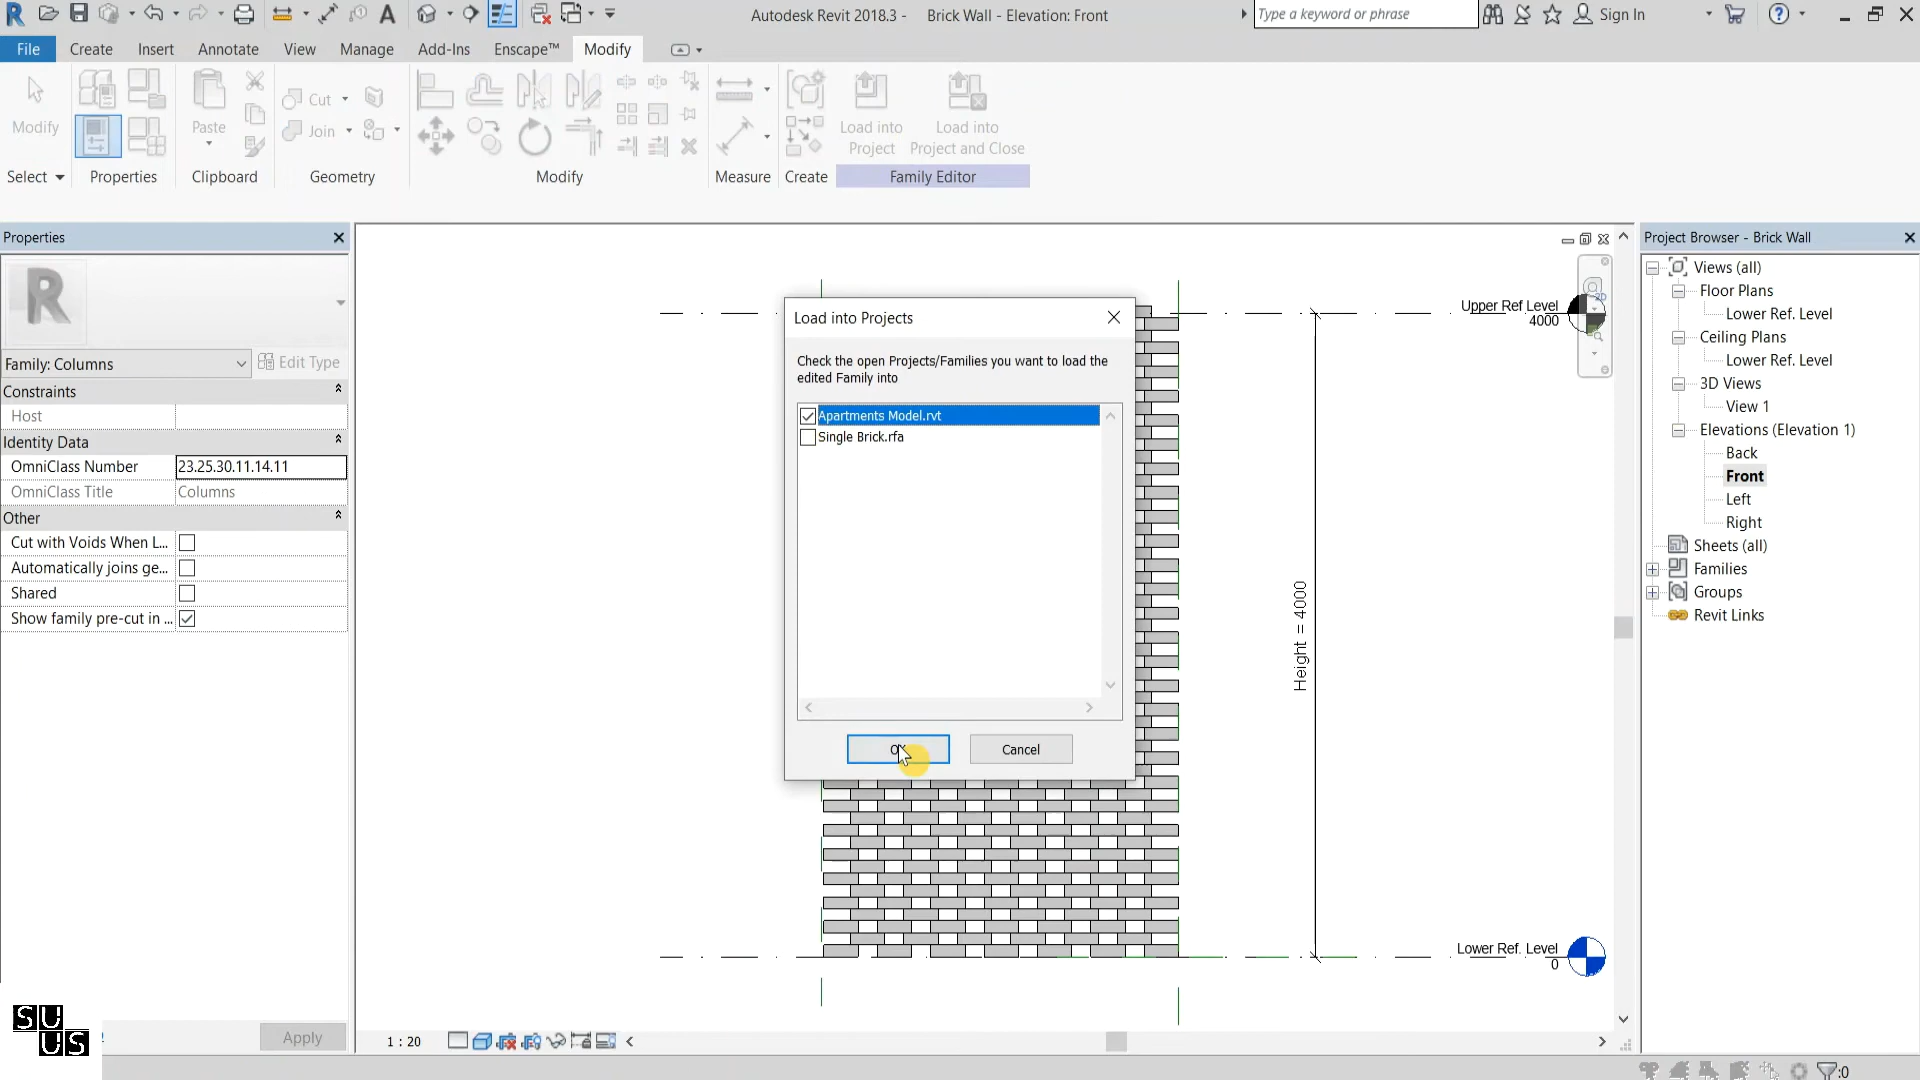 Autodesk Revit 2018.3 - Brick Wall - Elevation: Front
Type a keyword or phrase
Sign In
File Create Insert Annotate View Manage Add-Ins Enscape™ Modify
Modify
Paste
Cut
Join
Load into
Project
Load into
Project and Close
Select Properties Clipboard Geometry Modify Measure Create Family Editor
Properties
Family: Columns
Edit Type
Constraints
Host
Identity Data
OmniClass Number 23.25.30.11.14.11
OmniClass Title Columns
Other
Cut with Voids When L...
Automatically joins ge...
Shared
Show family pre-cut in ...
Apply
SU
US
Load into Projects
Check the open Projects/Families you want to load the
edited Family into
Apartments Model.rvt
Single Brick.rfa
Cancel
Upper Ref Level
4000
Height = 4000
Lower Ref. Level
0
1 : 20
Project Browser - Brick Wall
Views (all)
Floor Plans
Lower Ref. Level
Ceiling Plans
Lower Ref. Level
3D Views
View 1
Elevations (Elevation 1)
Back
Front
Left
Right
Sheets (all)
Families
Groups
Revit Links
:0